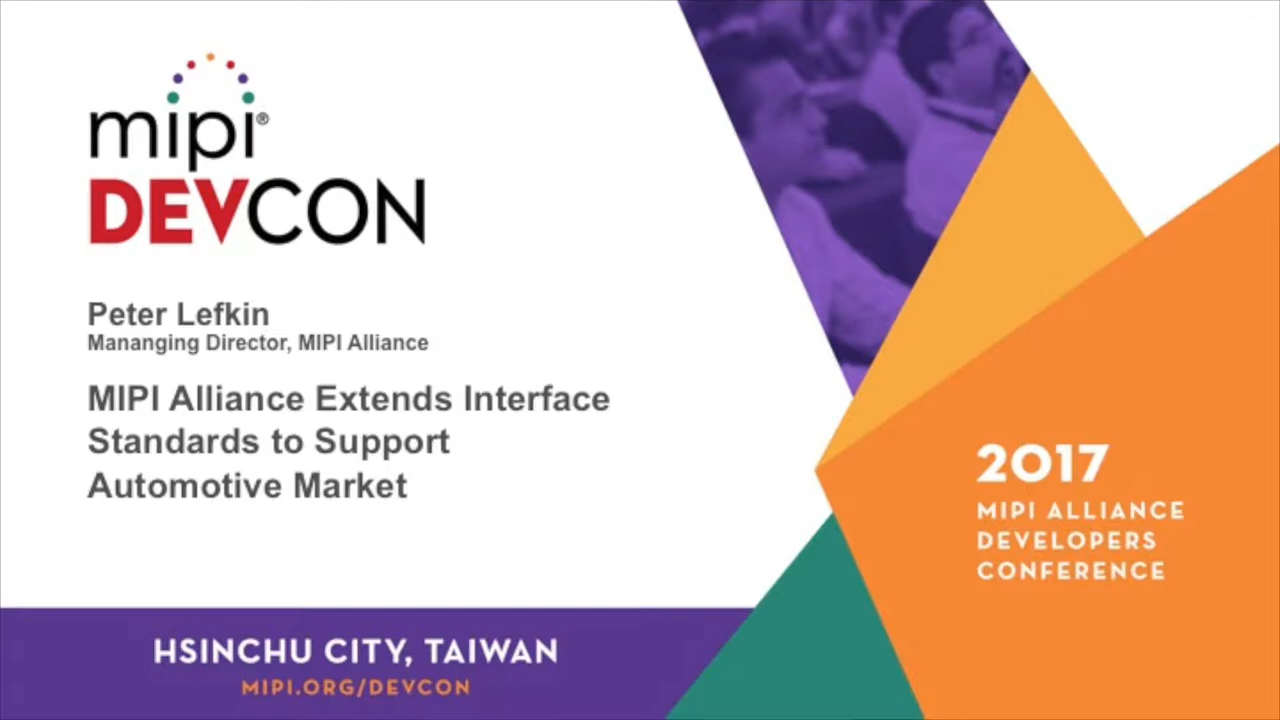 mipi®
DEVCON
Peter Lefkin
Mananging Director, MIPI Alliance
MIPI Alliance Extends Interface
Standards to Support
Automotive Market
2017
MIPI ALLIANCE
DEVELOPERS
CONFERENCE
HSINCHU CITY, TAIWAN
MIPI.ORG/DEVCON